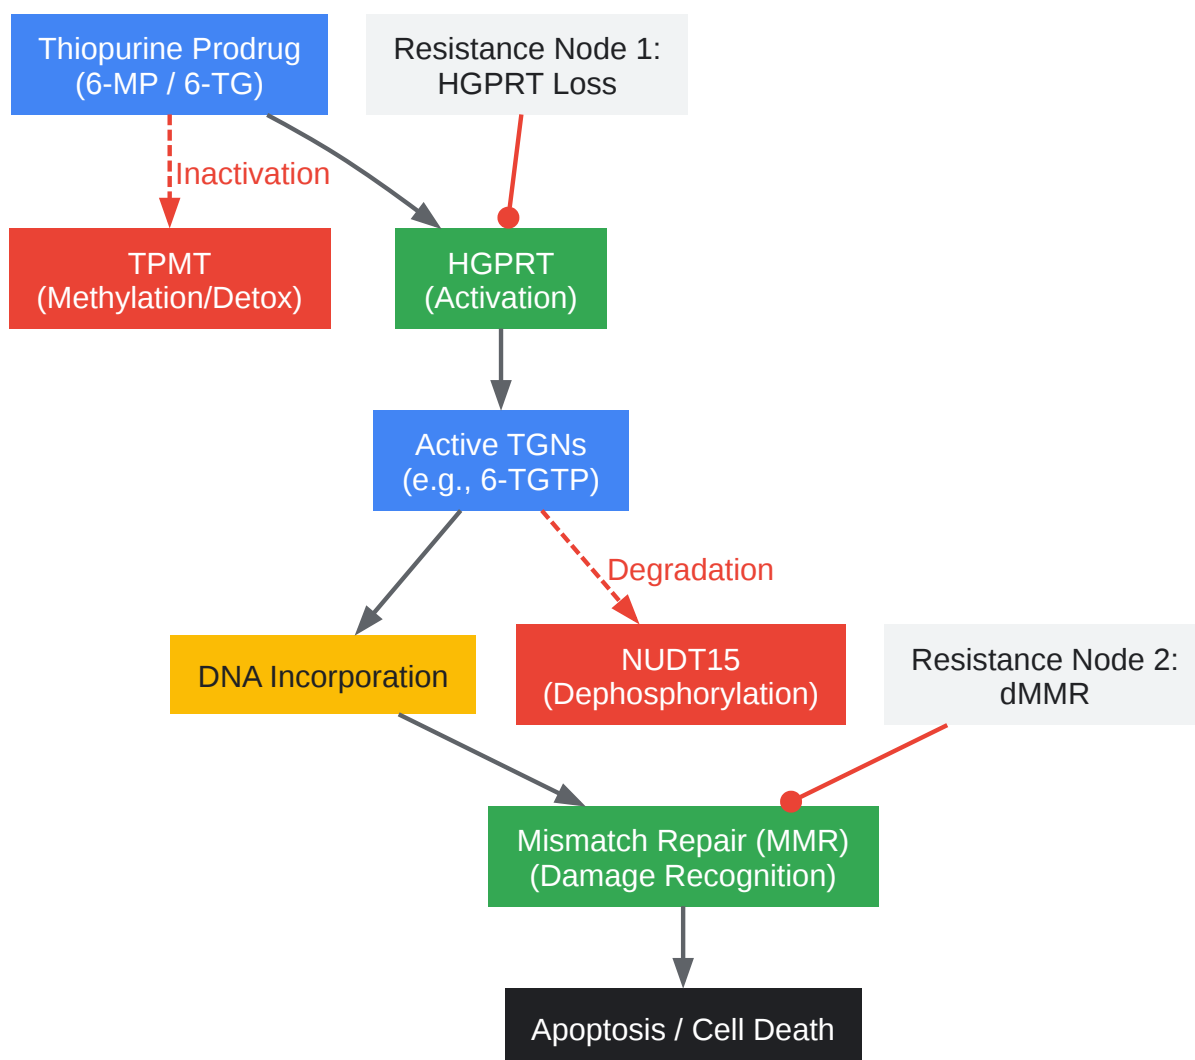 Thiopurine Prodrug
(6-MP / 6-TG)
Resistance Node 1:
HGPRT Loss
Inactivation
TPMT
(Methylation/Detox)
HGPRT
(Activation)
Active TGNs
(e.g., 6-TGTP)
Degradation
DNA Incorporation
NUDT15
(Dephosphorylation)
Resistance Node 2:
dMMR
Mismatch Repair (MMR)
(Damage Recognition)
Apoptosis / Cell Death